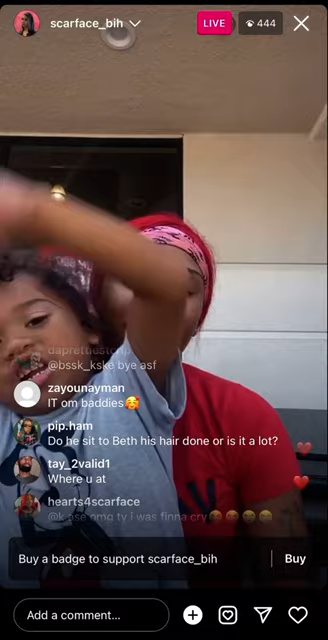 scarface_bih
LIVE
444
daprettiestchip
@bssk_kske bye asf
zayounayman
IT om baddies🥰
pip.ham
Do he sit to Beth his hair done or is it a lot?
tay_2valid1
Where u at
hearts4scarface
@k.ase omg ty i was finna cry
Buy a badge to support scarface_bih
Buy
Add a comment...